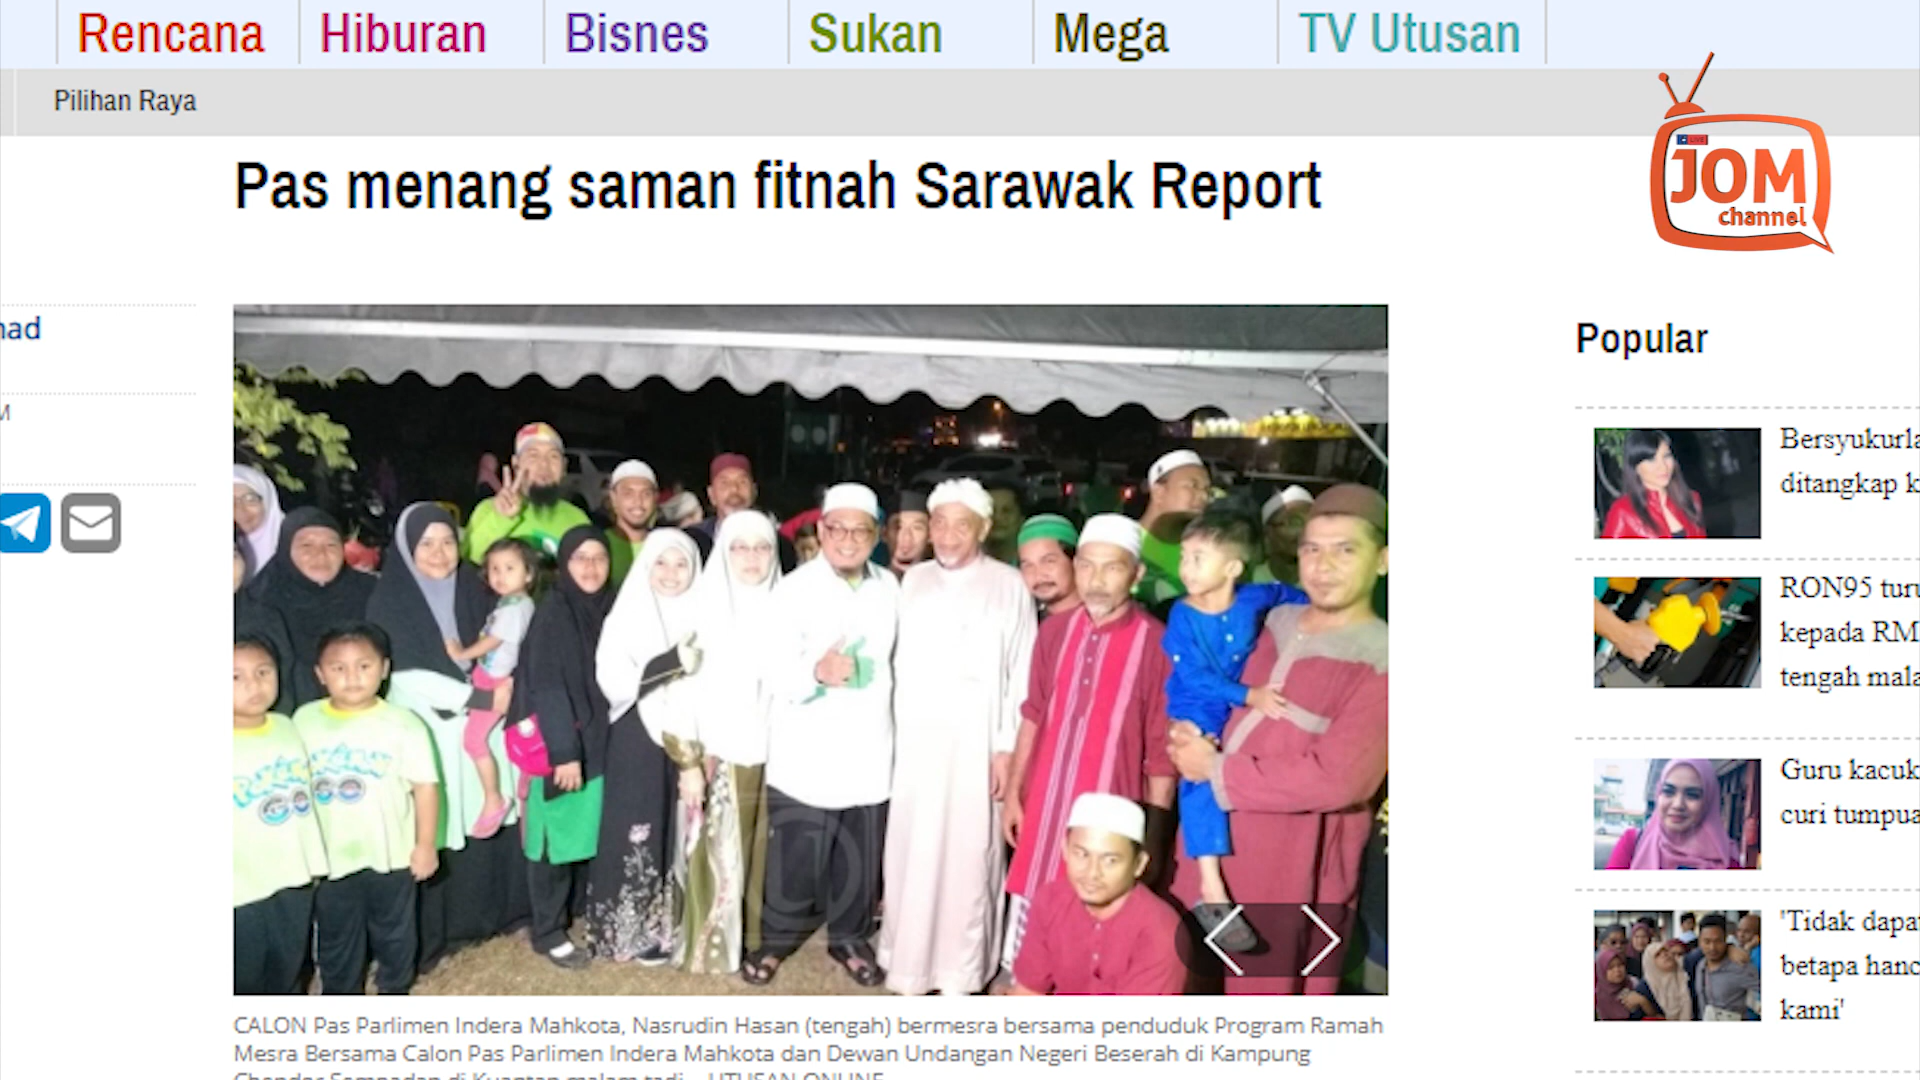 Rencana
Hiburan
Bisnes
Sukan
Mega
TV Utusan
Pilihan Raya
LIVE
JOM
channel
Pas menang saman fitnah Sarawak Report
Popular
Bersyukurla
ditangkap k
RON95 turu
kepada RM
tengah mala
Guru kacuk
curi tumpua
'Tidak dapat
betapa hanc
kami'
CALON Pas Parlimen Indera Mahkota, Nasrudin Hasan (tengah) bermesra bersama penduduk Program Ramah
Mesra Bersama Calon Pas Parlimen Indera Mahkota dan Dewan Undangan Negeri Beserah di Kampung